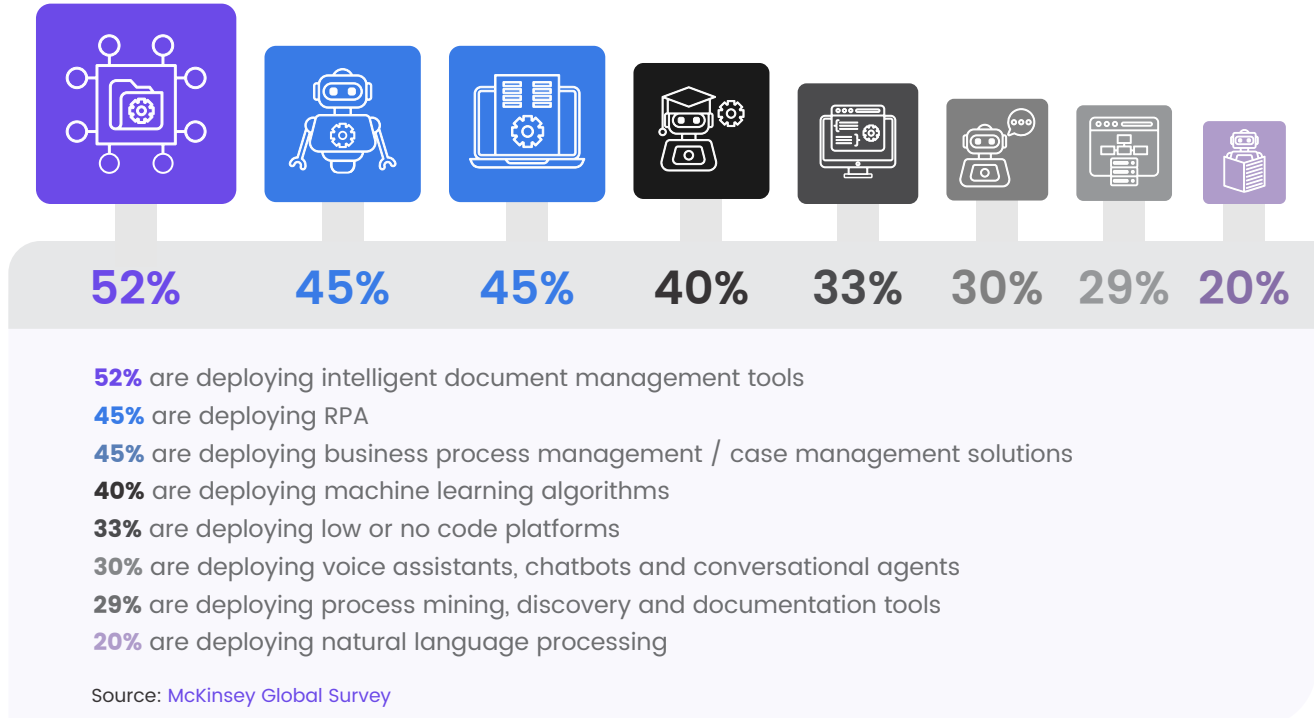 52% 45% 45% 40% 33% 30% 29% 20%
52% are deploying intelligent document management tools
45% are deploying RPA
45% are deploying business process management / case management solutions
40% are deploying machine learning algorithms
33% are deploying low or no code platforms
30% are deploying voice assistants, chatbots and conversational agents
29% are deploying process mining, discovery and documentation tools
20% are deploying natural language processing
Source: McKinsey Global Survey